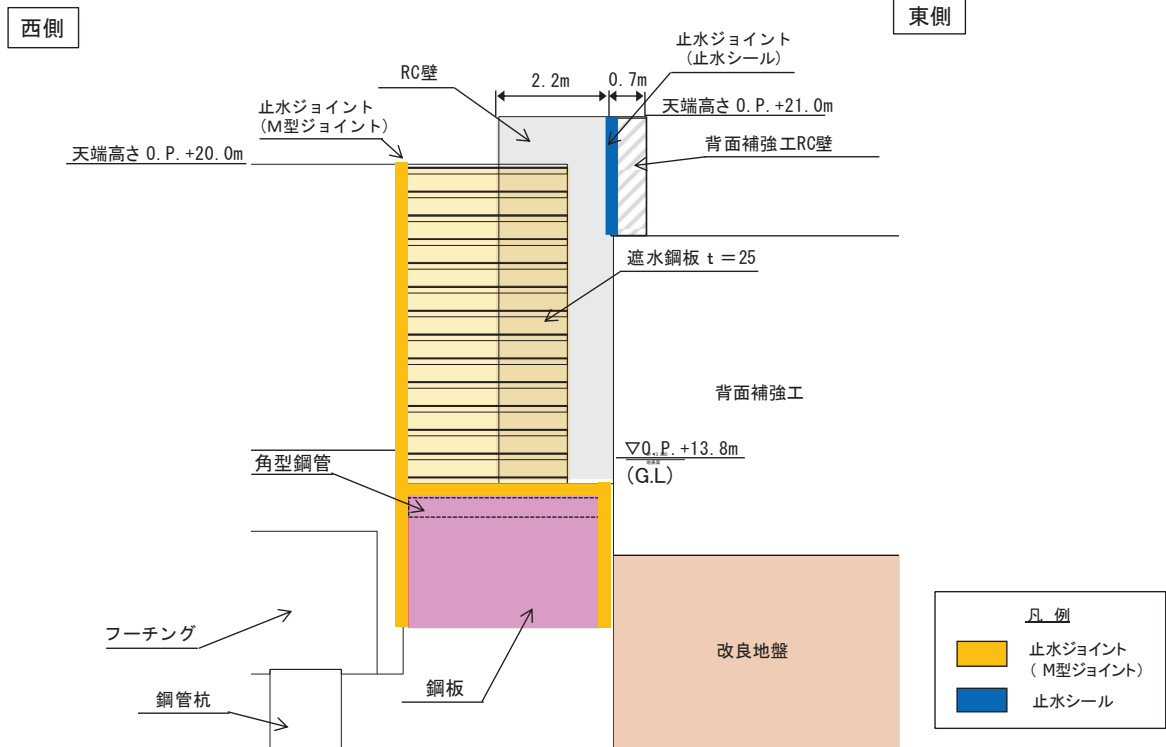 西側
東側
止水ジョイント
(止水シール)
RC壁
2.2m
0.7m
止水ジョイント
(M型ジョイント)
天端高さ O.P.+21.0m
天端高さ O.P.+20.0m
背面補強工RC壁
遮水鋼板 t=25
背面補強工
▽O.P.+13.8m
(G.L)
角型鋼管
フーチング
改良地盤
鋼板
鋼管杭
凡 例
止水ジョイント
( M型ジョイント)
止水シール